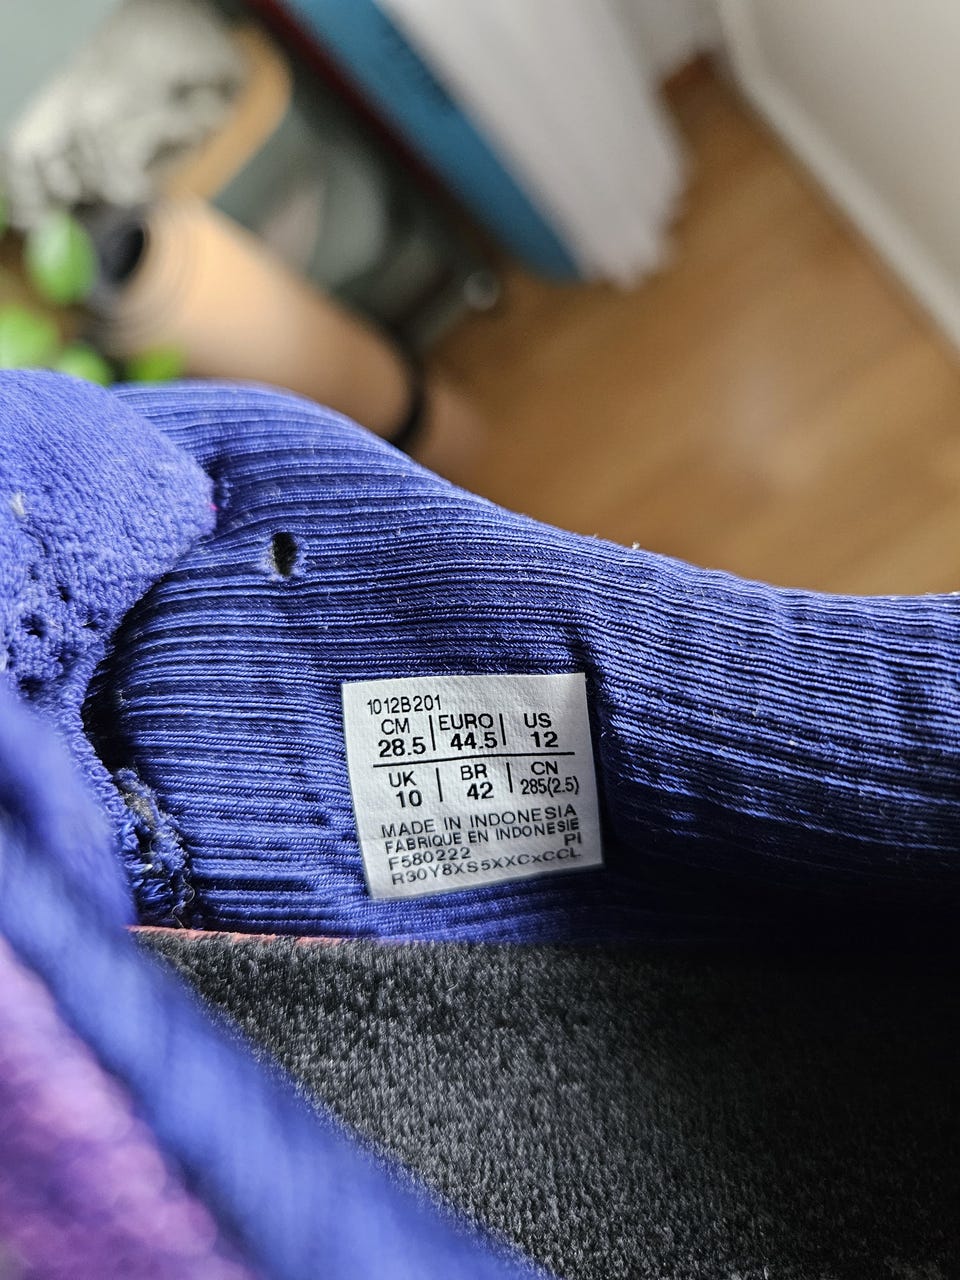 1012B201
CM | EURO | US
28.5 | 44.5 | 12
UK | BR | CN
10 | 42 | 285(2.5)
MADE IN INDONESIA
FABRIQUE EN INDONESIE
F580222 PI
R30Y8XS5XXCXCCL